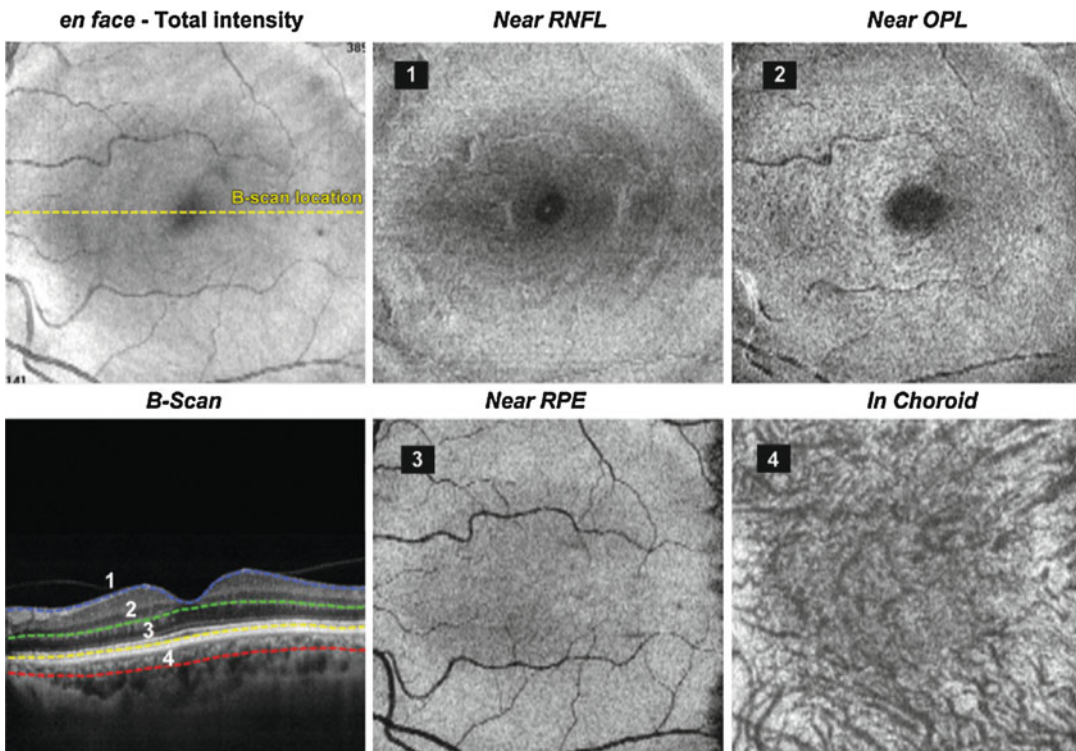 en face - Total intensity
Near RNFL
Near OPL
389
1
2
B-scan location
141
B-Scan
Near RPE
In Choroid
3
4
1
2
3
4